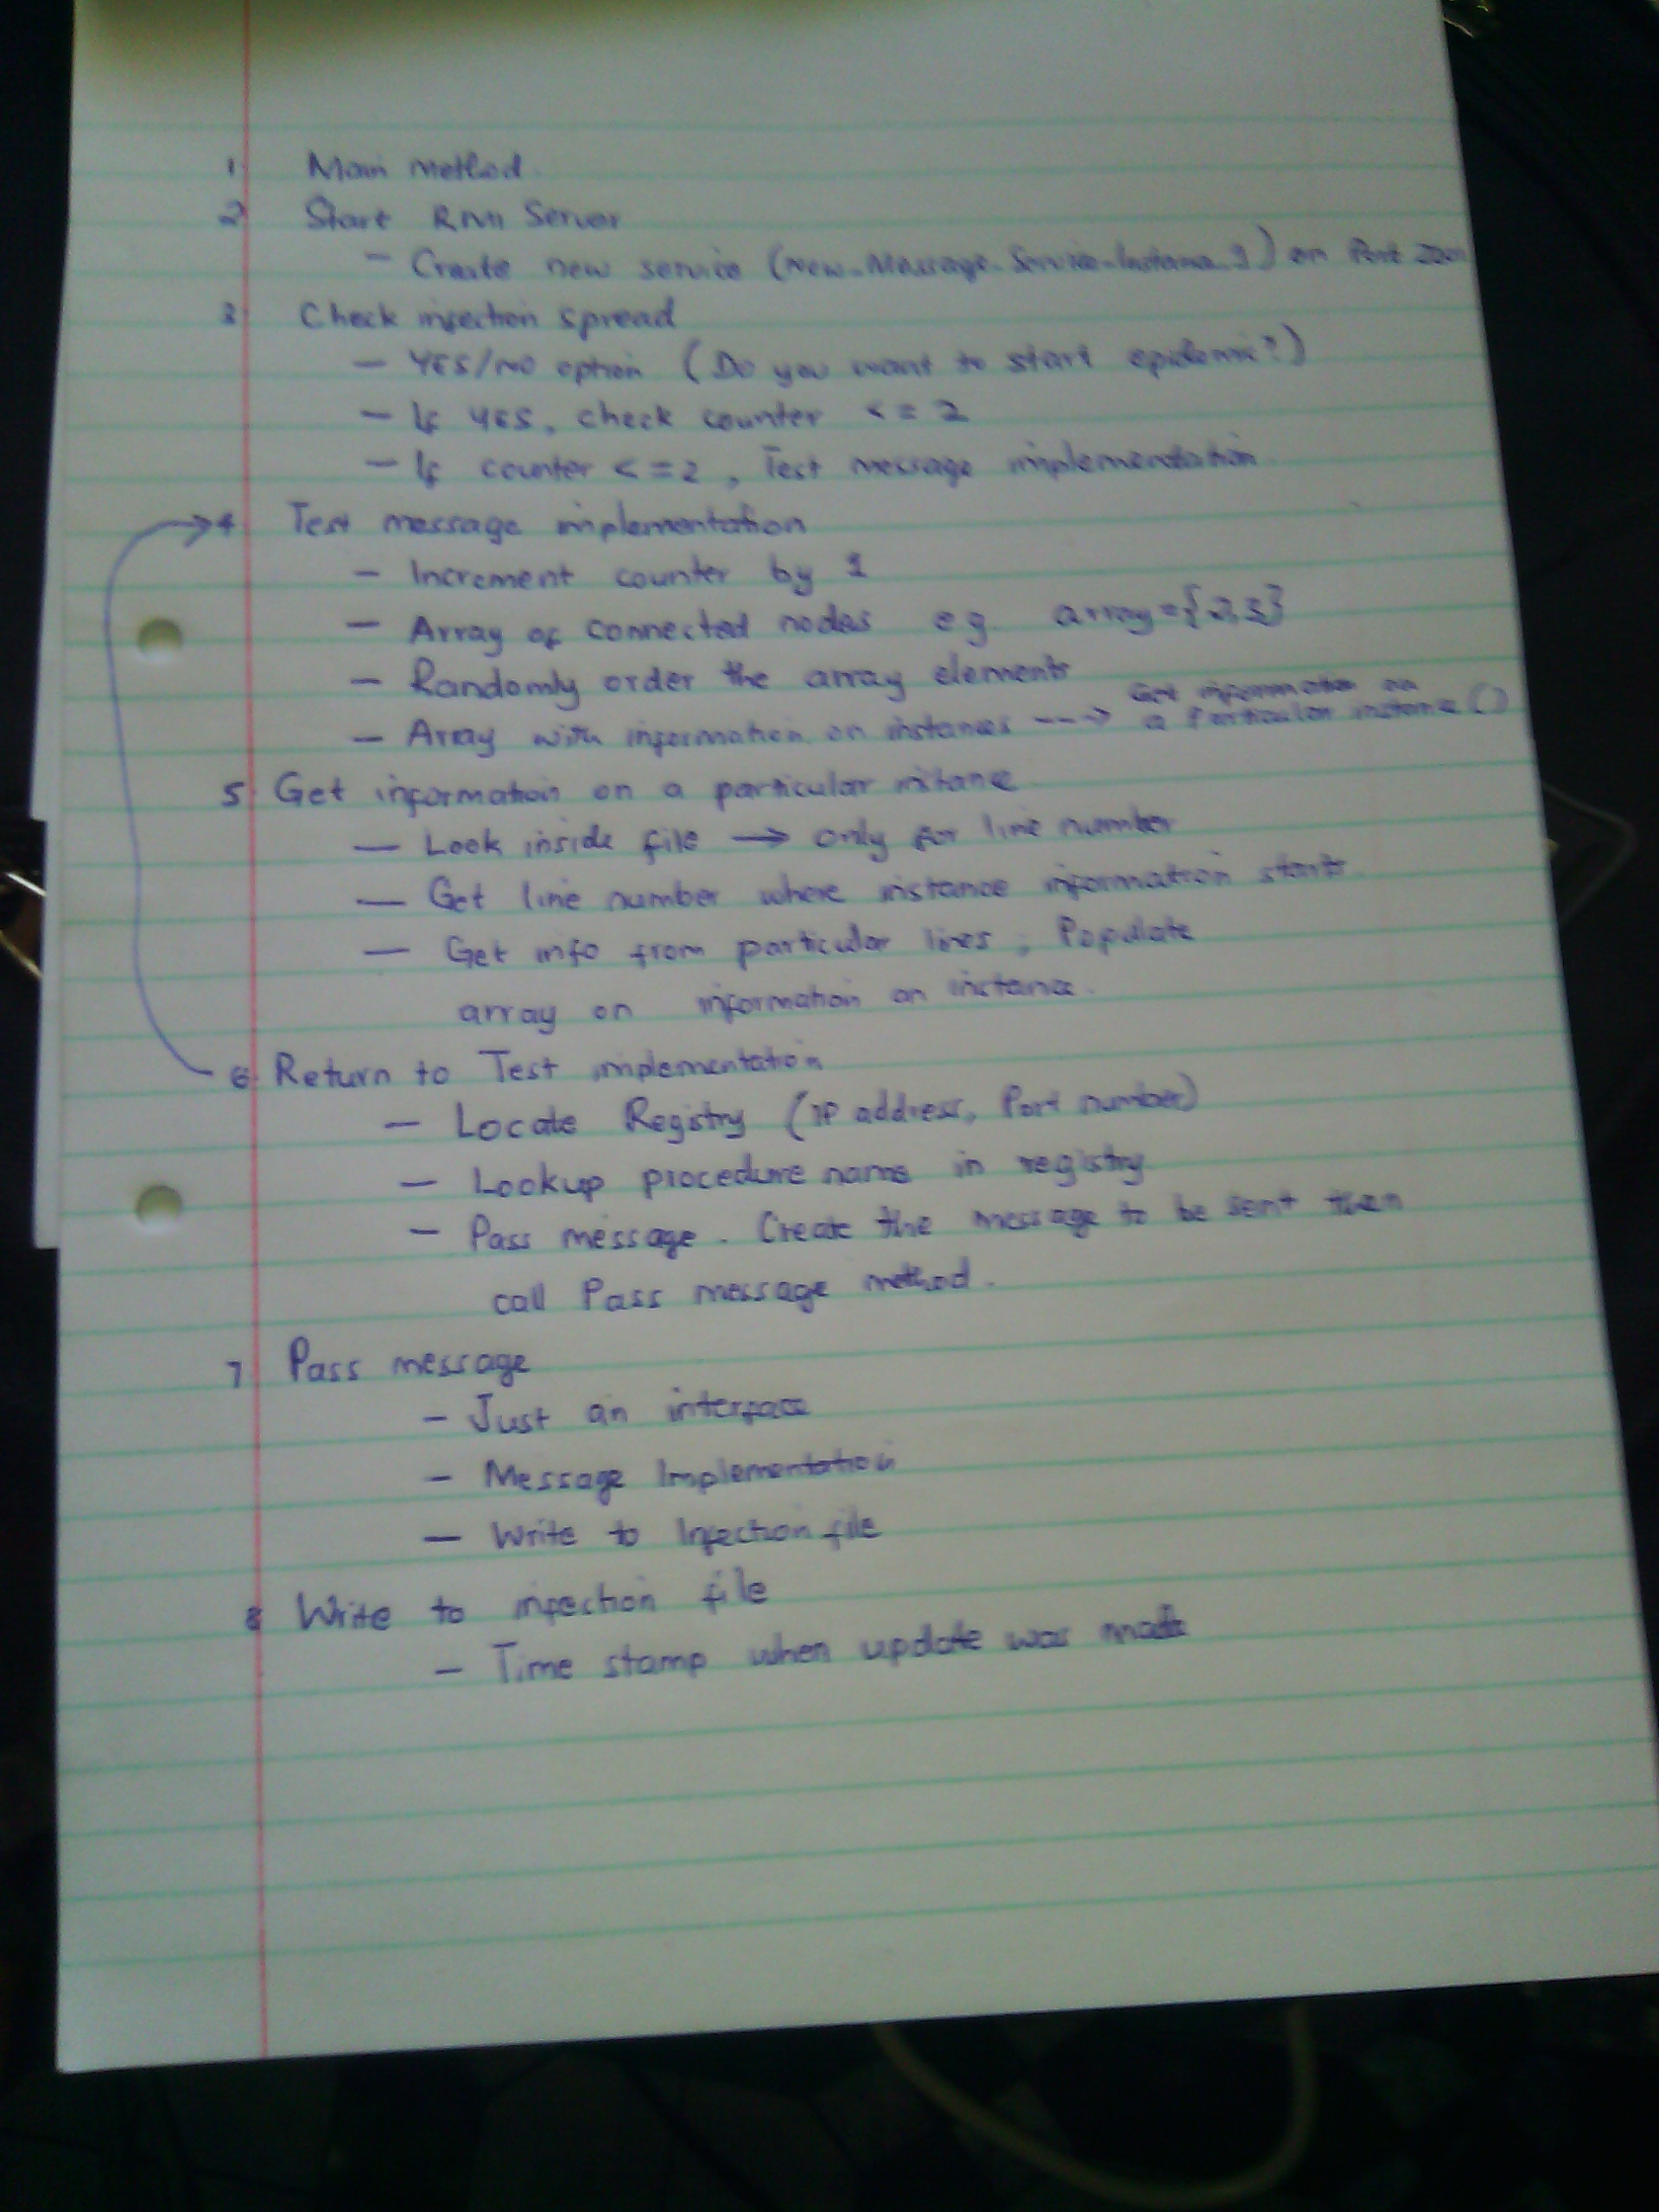 1 Main method.
2 Start RMI Server
– Create new service (New_Message_Service_Instance_1) on Port
3 Check infection spread
– YES/NO option (Do you want to start epidemic?)
– If YES, check counter <= 2
– If counter <= 2, Test message implementation
4 Test message implementation
– Increment counter by 1
– Array of connected nodes eg. array={2,3}
– Randomly order the array elements
– Array with information on instances ---> Get information on
a Particular instance()
5 Get information on a particular instance
– Look inside file → only for line number
– Get line number where instance information starts.
– Get info from particular lines, Populate
array on information on instance.
6 Return to Test implementation
– Locate Registry (IP address, Port number)
– Lookup procedure name in registry
– Pass message. Create the message to be sent then
call Pass message method.
7 Pass message
– Just an interface
– Message Implementation
– Write to Infection file
8 Write to infection file
– Time stamp when update was made